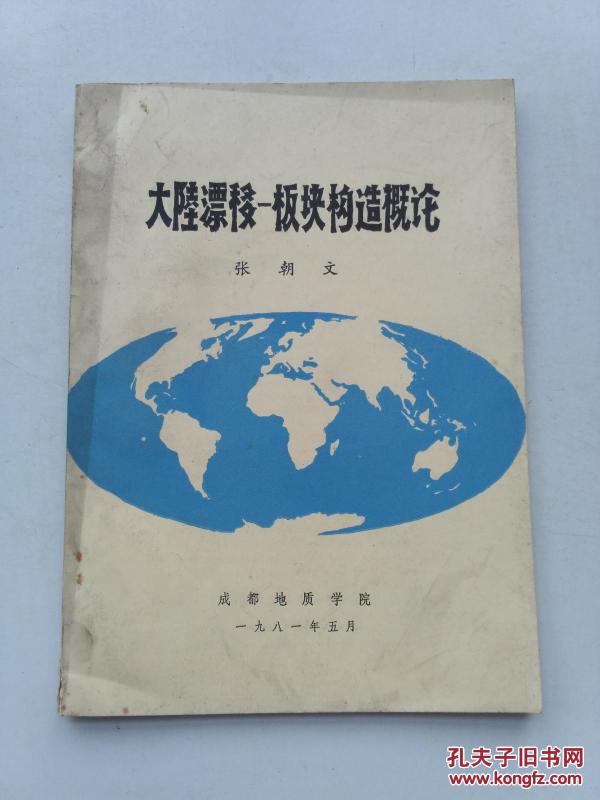 大陸漂移-板块构造概论
张朝文
成都地质学院
一九八一年五月
孔夫子旧书网
www.kongfz.com